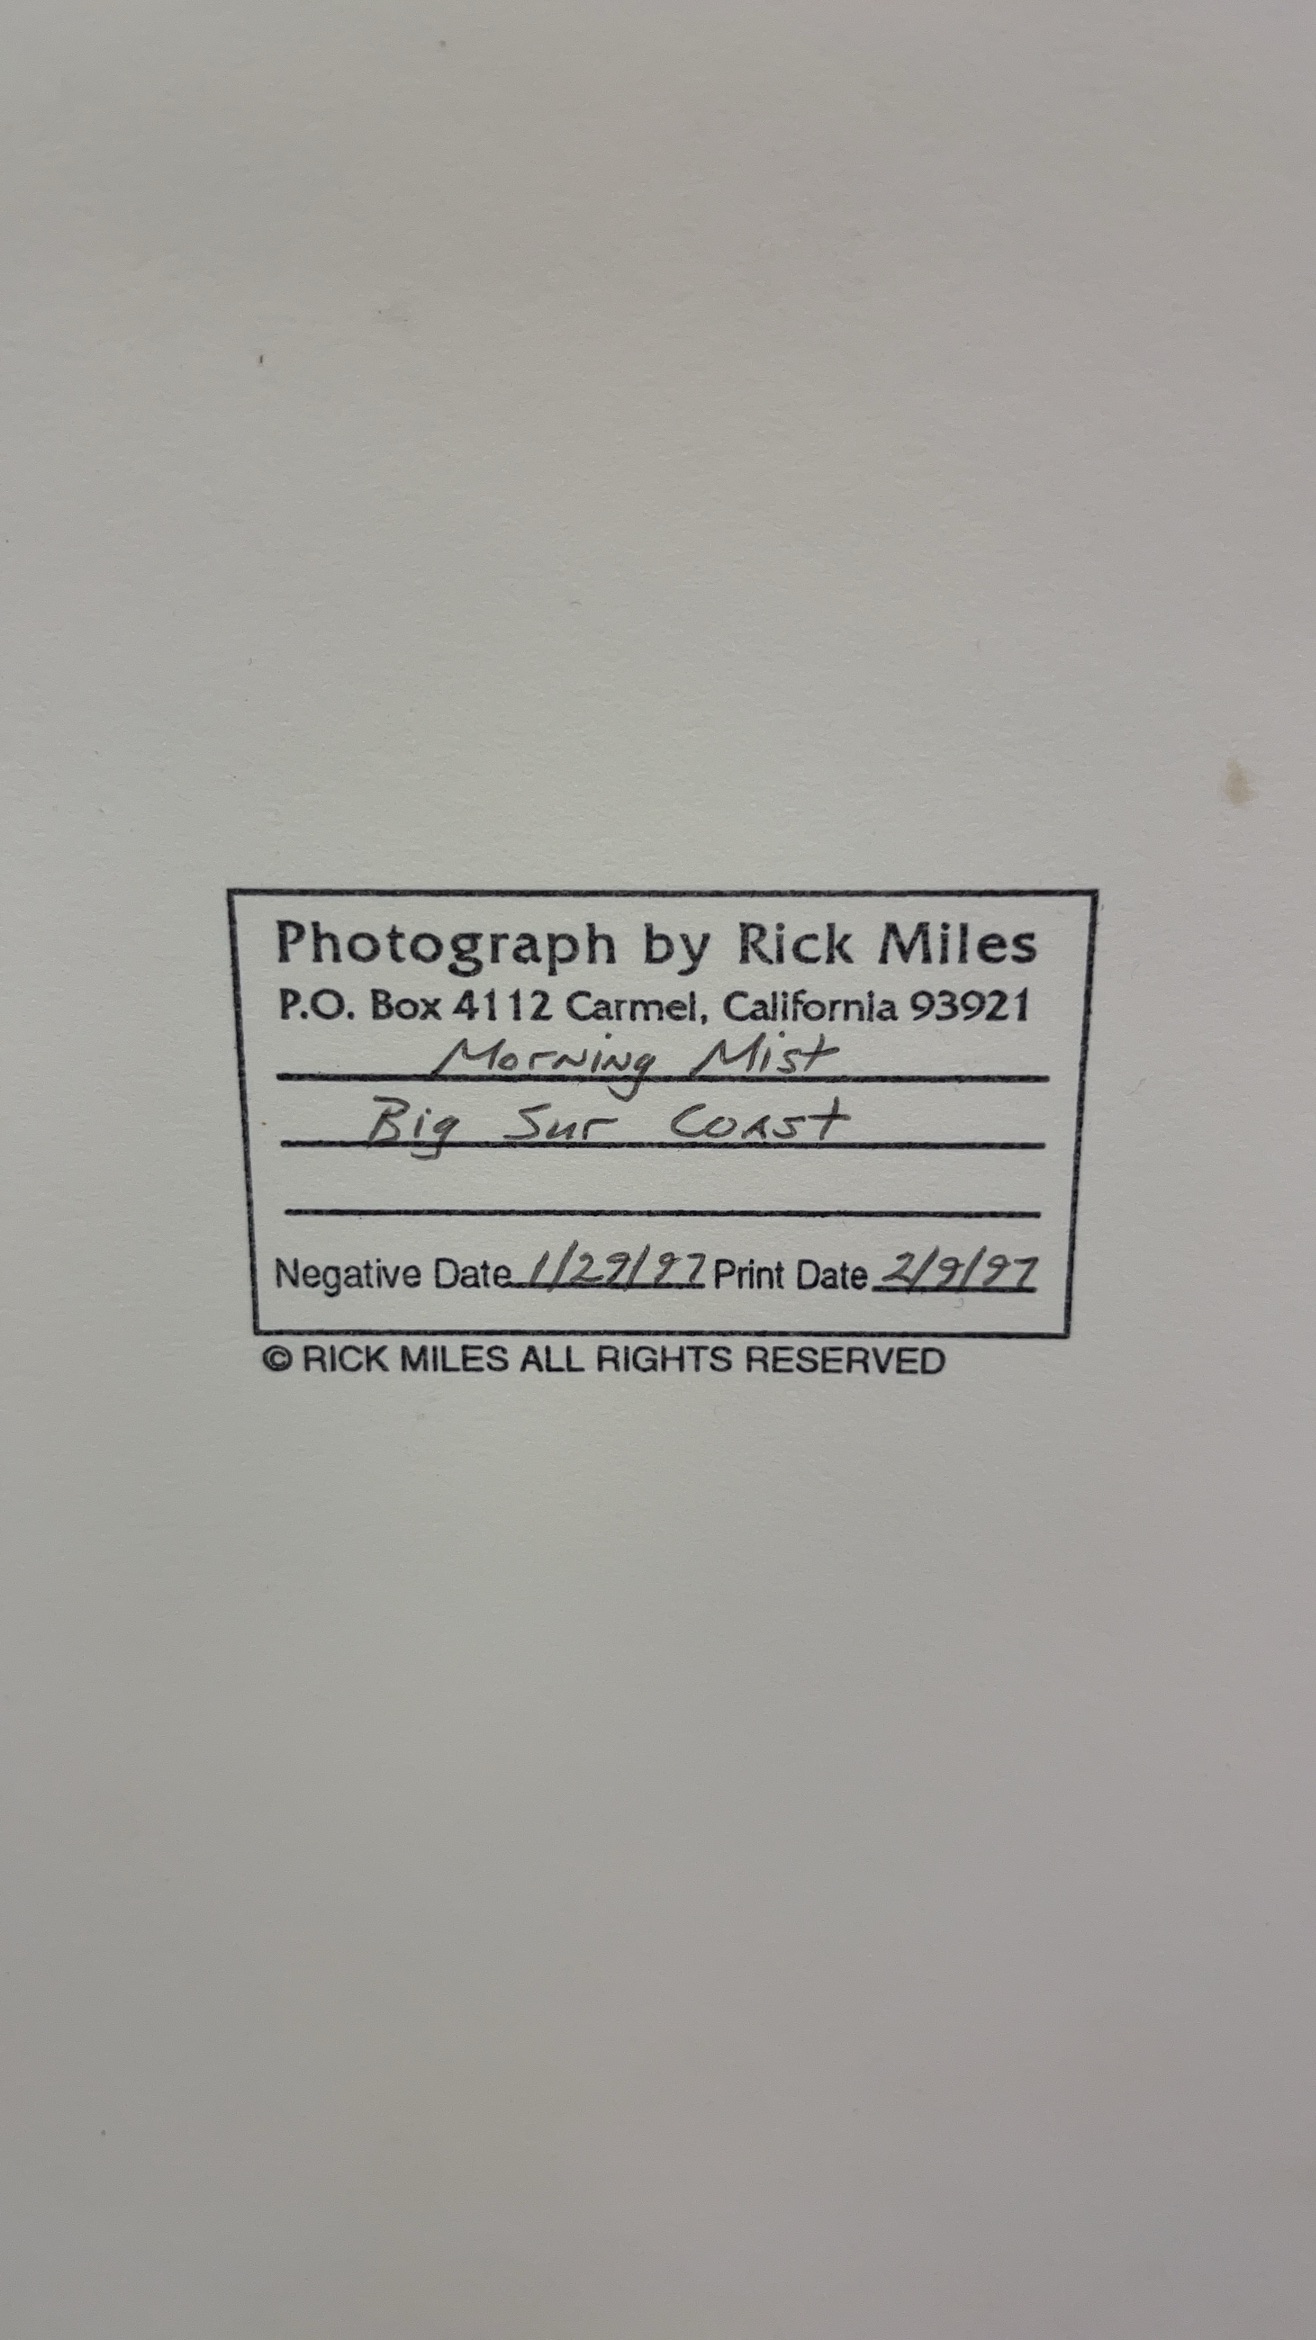 Photograph by Rick Miles
P.O. Box 4112 Carmel, California 93921
Morning Mist
Big Sur Coast
Negative Date 1/29/97 Print Date 2/9/97
© RICK MILES ALL RIGHTS RESERVED